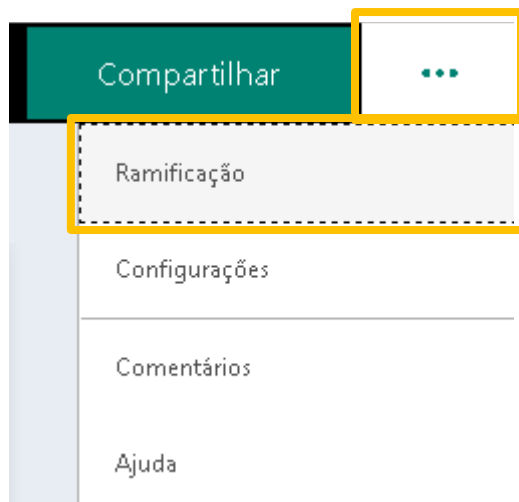 Compartilhar
Ramificação
Configurações
Comentários
Ajuda